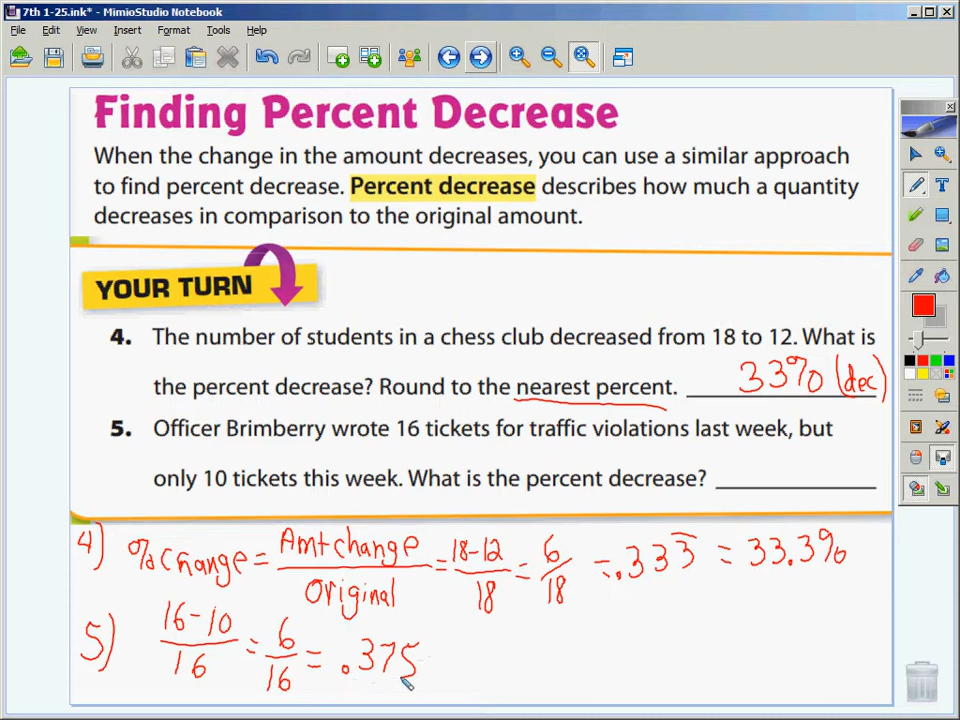 7th 1-25.ink* - MimioStudio Notebook
File Edit View Insert Format Tools Help
Finding Percent Decrease
When the change in the amount decreases, you can use a similar approach
to find percent decrease. Percent decrease describes how much a quantity
decreases in comparison to the original amount.
YOUR TURN
4. The number of students in a chess club decreased from 18 to 12. What is
the percent decrease? Round to the nearest percent. 33% (dec)
5. Officer Brimberry wrote 16 tickets for traffic violations last week, but
only 10 tickets this week. What is the percent decrease?
4) % Change = Amt change / Original = 18-12 / 18 = 6/18 = .333̅ = 33.3%
5) 16-10 / 16 = 6/16 = .375